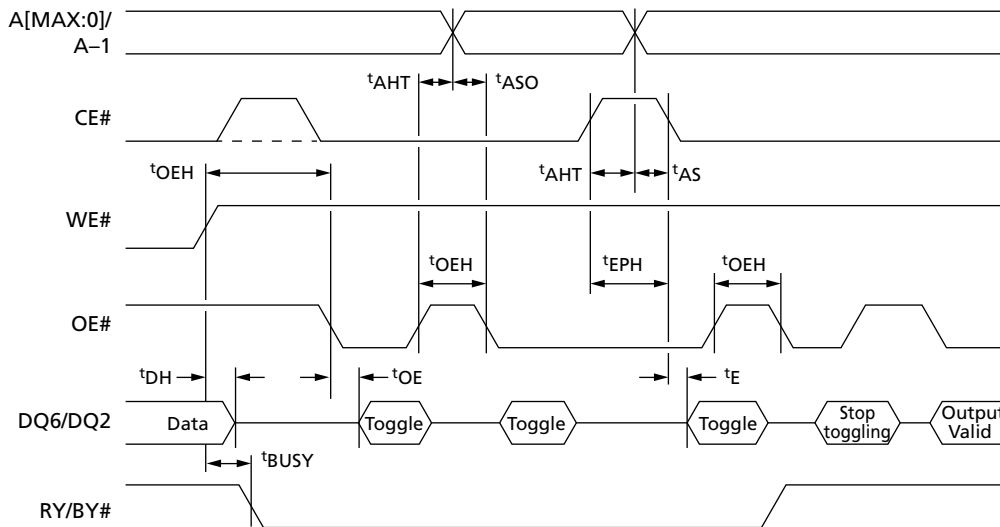 A[MAX:0]/
A–1
tAHT
tASO
CE#
tOEH
tAHT
tAS
WE#
tOEH
tEPH
tOEH
OE#
tDH
tOE
tE
DQ6/DQ2
Data
Toggle
Toggle
Toggle
Stop
toggling
Output
Valid
tBUSY
RY/BY#